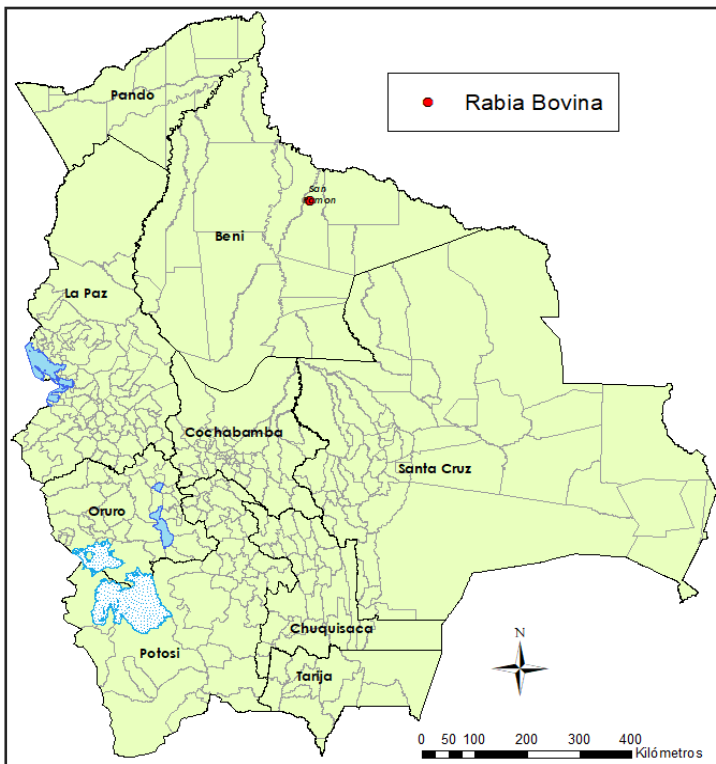 Pando
Rabia Bovina
San
Ramon
Beni
La Paz
Cochabamba
Santa Cruz
Oruro
Chuquisaca
Potosi
Tarija
N
0 50 100 200 300 400
Kilómetros